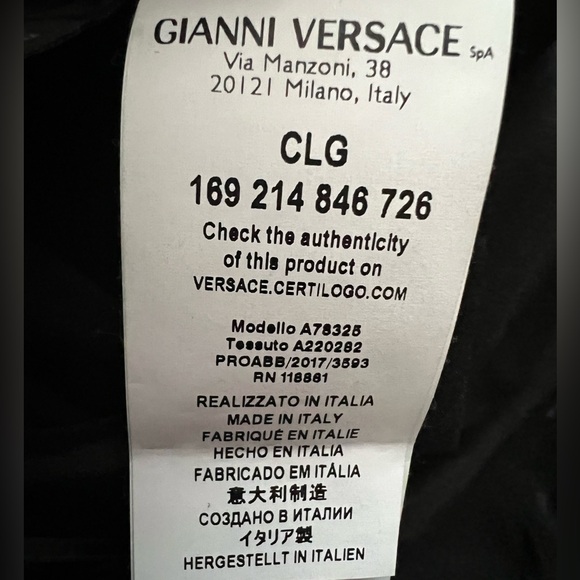 GIANNI VERSACE SpA
Via Manzoni, 38
20121 Milano, Italy
CLG
169 214 846 726
Check the authenticity
of this product on
VERSACE.CERTILOGO.COM
Modello A78325
Tessuto A220282
PROABB/2017/3593
RN 118881
REALIZZATO IN ITALIA
MADE IN ITALY
FABRIQUÉ EN ITALIE
HECHO EN ITALIA
FABRICADO EM ITÁLIA
意大利制造
СОЗДАНО В ИТАЛИИ
イタリア製
HERGESTELLT IN ITALIEN